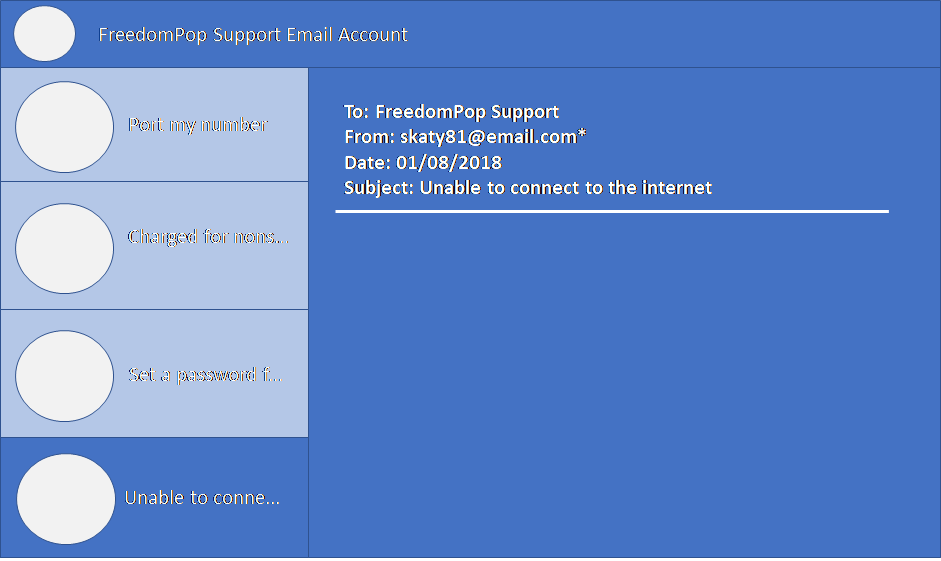 FreedomPop Support Email Account
Port my number
Charged for nons...
Set a password f...
Unable to conne...
To: FreedomPop Support
From: skaty81@email.com*
Date: 01/08/2018
Subject: Unable to connect to the internet